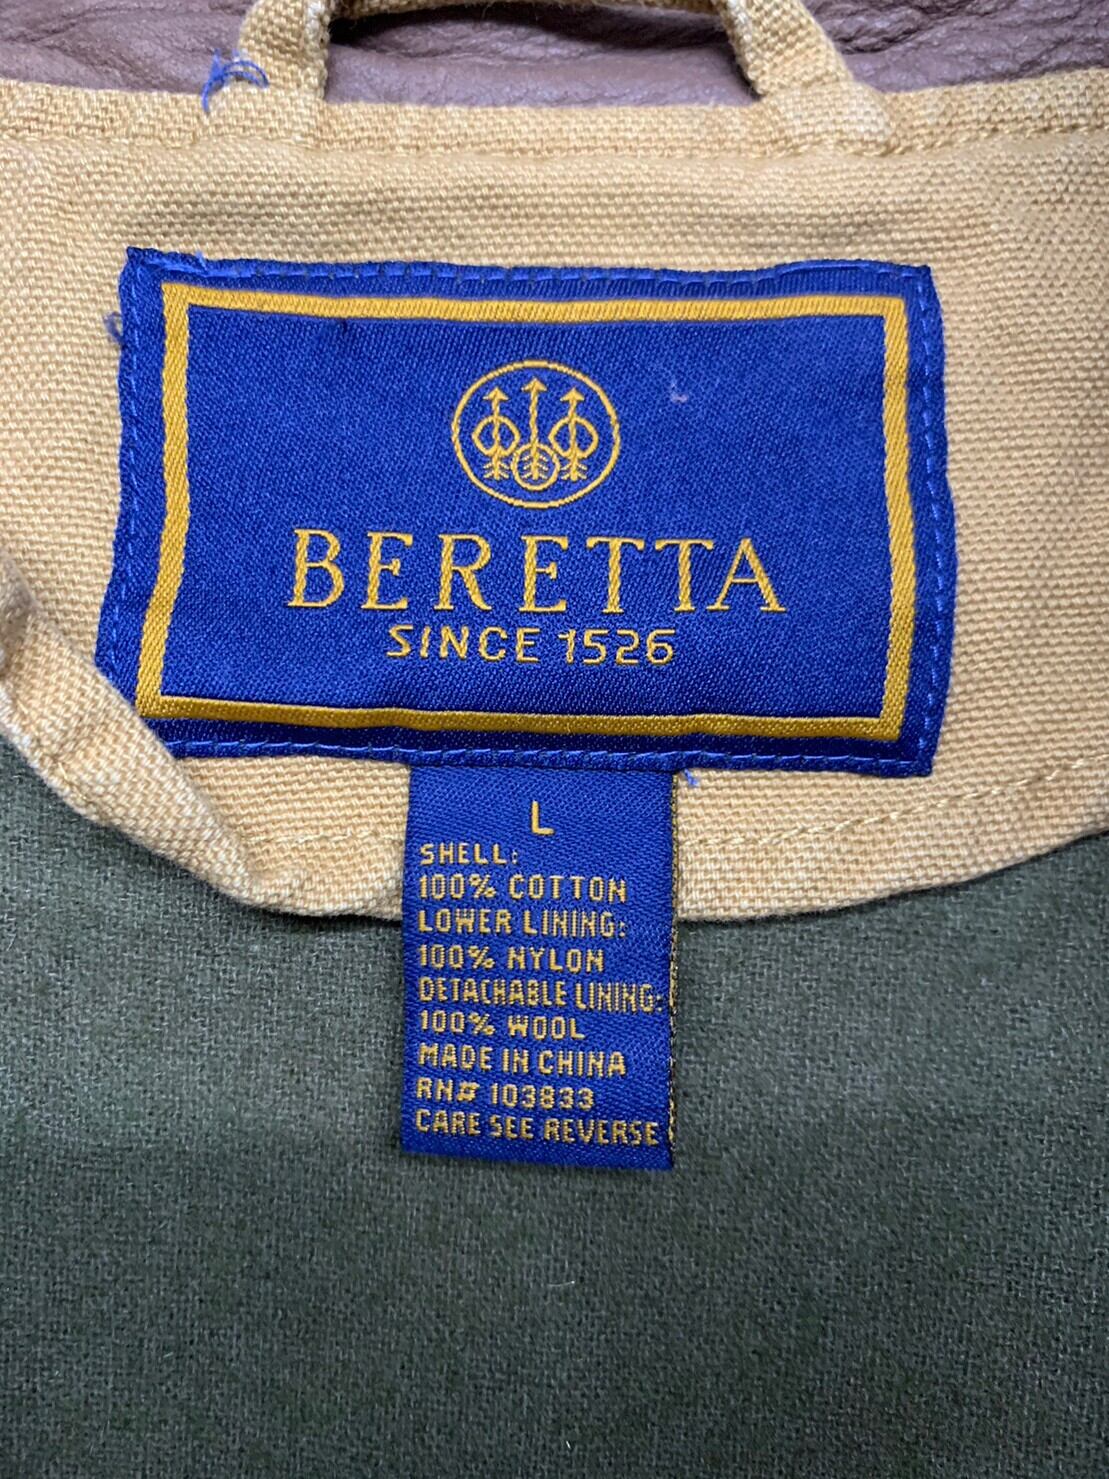 BERETTA
SINCE 1526
L
SHELL:
100% COTTON
LOWER LINING:
100% NYLON
DETACHABLE LINING:
100% WOOL
MADE IN CHINA
RN# 103833
CARE SEE REVERSE